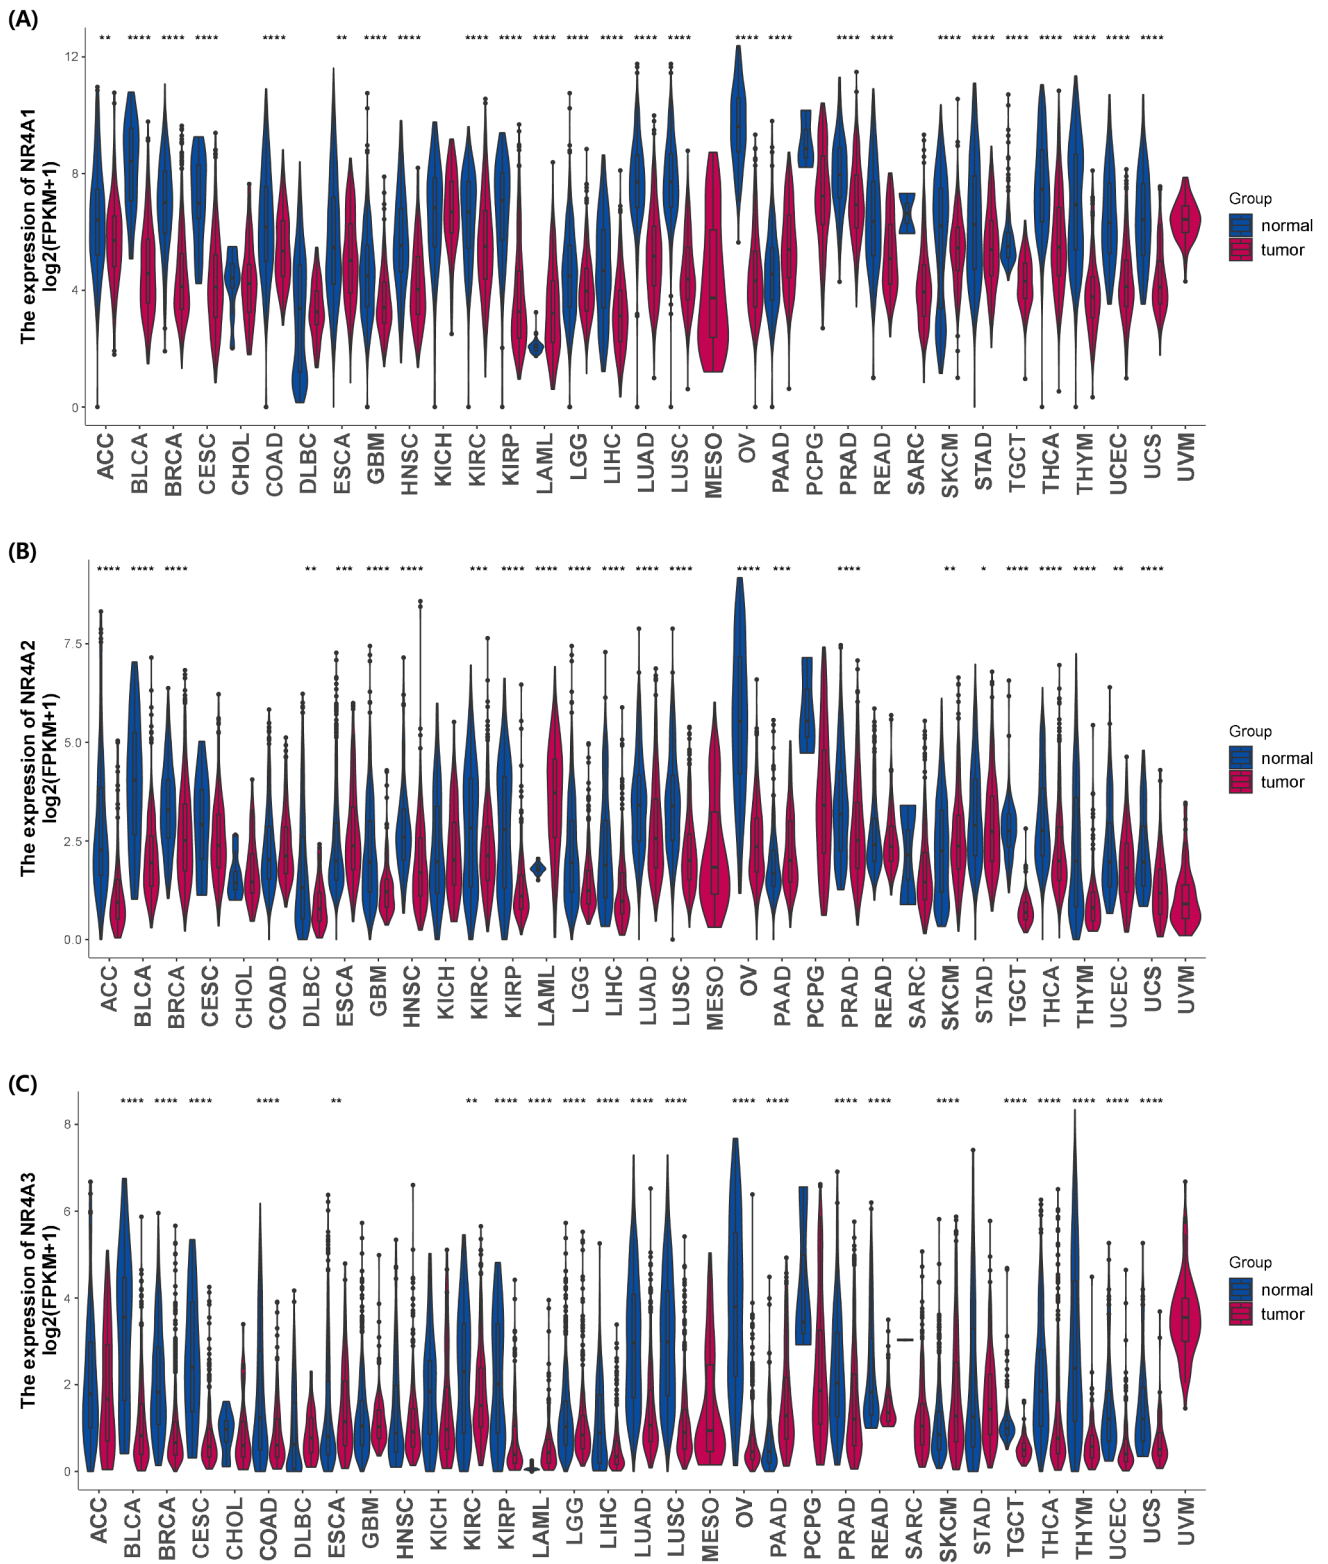 (A)
** **** **** **** **** ** **** **** **** **** **** **** **** **** **** **** **** **** **** **** **** **** **** **** **** ****
The expression of NR4A1
log2(FPKM+1)
12
8
4
0
Group
normal
tumor
ACC BLCA BRCA CESC CHOL COAD DLBC ESCA GBM HNSC KICH KIRC KIRP LAML LGG LIHC LUAD LUSC MESO OV PAAD PCPG PRAD READ SARC SKCM STAD TGCT THCA THYM UCEC UCS UVM
(B)
**** **** **** ** *** **** **** *** **** **** **** **** **** **** **** *** **** ** * **** **** **** ** ****
The expression of NR4A2
log2(FPKM+1)
7.5
5.0
2.5
0.0
Group
normal
tumor
ACC BLCA BRCA CESC CHOL COAD DLBC ESCA GBM HNSC KICH KIRC KIRP LAML LGG LIHC LUAD LUSC MESO OV PAAD PCPG PRAD READ SARC SKCM STAD TGCT THCA THYM UCEC UCS UVM
(C)
**** **** **** **** ** ** **** **** **** **** **** **** **** **** **** **** **** **** **** **** **** ****
The expression of NR4A3
log2(FPKM+1)
8
6
4
2
0
Group
normal
tumor
ACC BLCA BRCA CESC CHOL COAD DLBC ESCA GBM HNSC KICH KIRC KIRP LAML LGG LIHC LUAD LUSC MESO OV PAAD PCPG PRAD READ SARC SKCM STAD TGCT THCA THYM UCEC UCS UVM